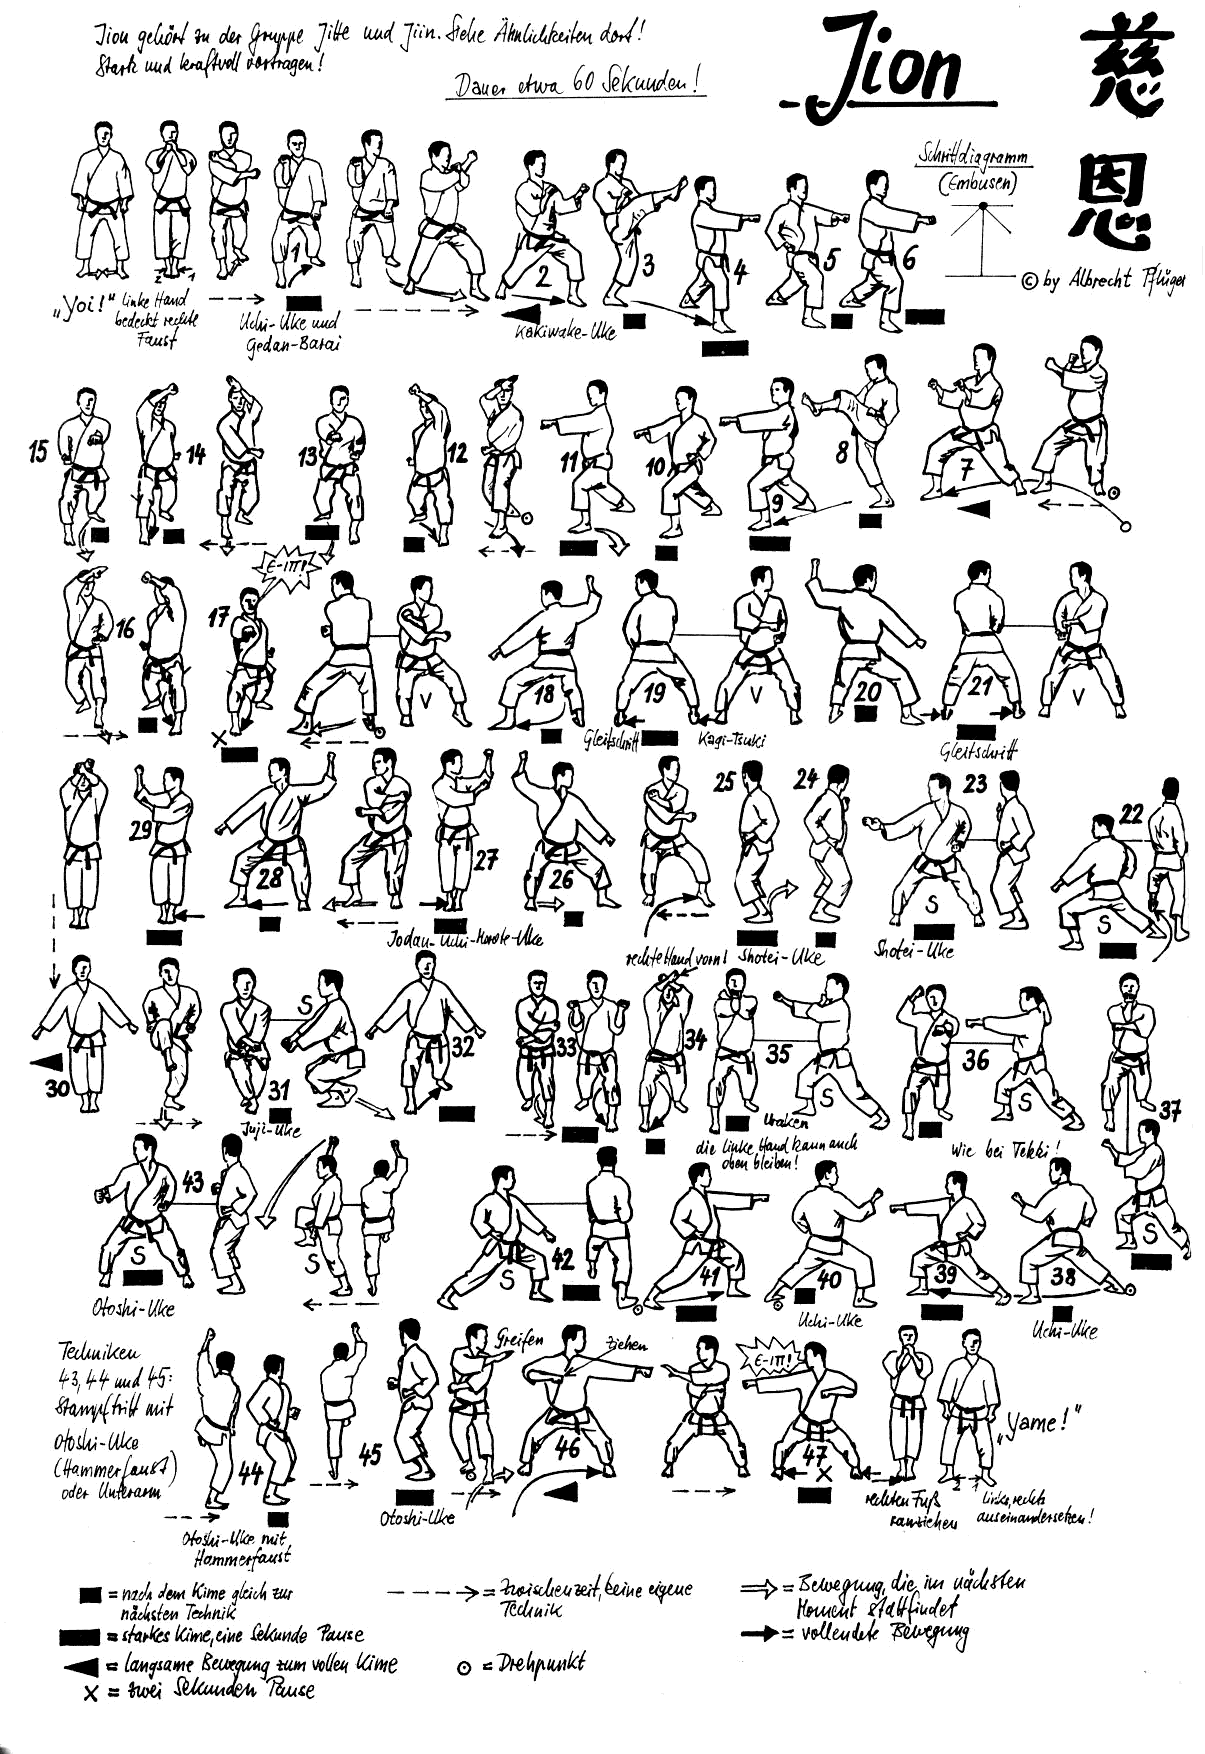 Jion gehört zu der Gruppe Jitte und Jiin. Siehe Ähnlichkeiten dort!
Stark und kraftvoll vortragen!
Dauer etwa 60 Sekunden!
Jion
慈
恩
Schrittdiagramm
(Embusen)
© by Albrecht Pflüger
1
2
3
4
5
6
2 1
„Yoi!“
linke Hand
bedeckt rechte
Faust
Uchi-Uke und
Gedan-Barai
Kakiwake-Uke
15
14
13
12
11
10
9
8
7
E-III!
16
17
18
19
20
21
V
V
V
Gleitschritt
Kagi-Tsuki
Gleitschritt
29
28
27
26
25
24
23
22
S
S
Jodan-Uchi-Morote-Uke
rechte Hand vorn!
Shotei-Uke
Shotei-Uke
30
31
S
32
33
34
35
S
36
S
37
Juji-Uke
Uraken
die linke Hand kann auch
oben bleiben!
Wie bei Tekki!
43
S
S
42
S
41
40
39
38
S
Otoshi-Uke
Uchi-Uke
Uchi-Uke
Techniken
43, 44 und 45:
Stampftritt mit
Otoshi-Uke
(Hammerfaust)
oder Unterarm
44
45
Greifen
ziehen
46
E-III!
47
„Yame!“
Otoshi-Uke mit
Hammerfaust
Otoshi-Uke
rechten Fuß
ranziehen
2 1
links, rechts
auseinandersetzen!
= nach dem Kime gleich zur
nächsten Technik
= starkes Kime, eine Sekunde Pause
= langsame Bewegung zum vollen Kime
X = zwei Sekunden Pause
= Zwischenzeit, keine eigene
Technik
= Drehpunkt
= Bewegung, die im nächsten
Moment stattfindet
= vollendete Bewegung